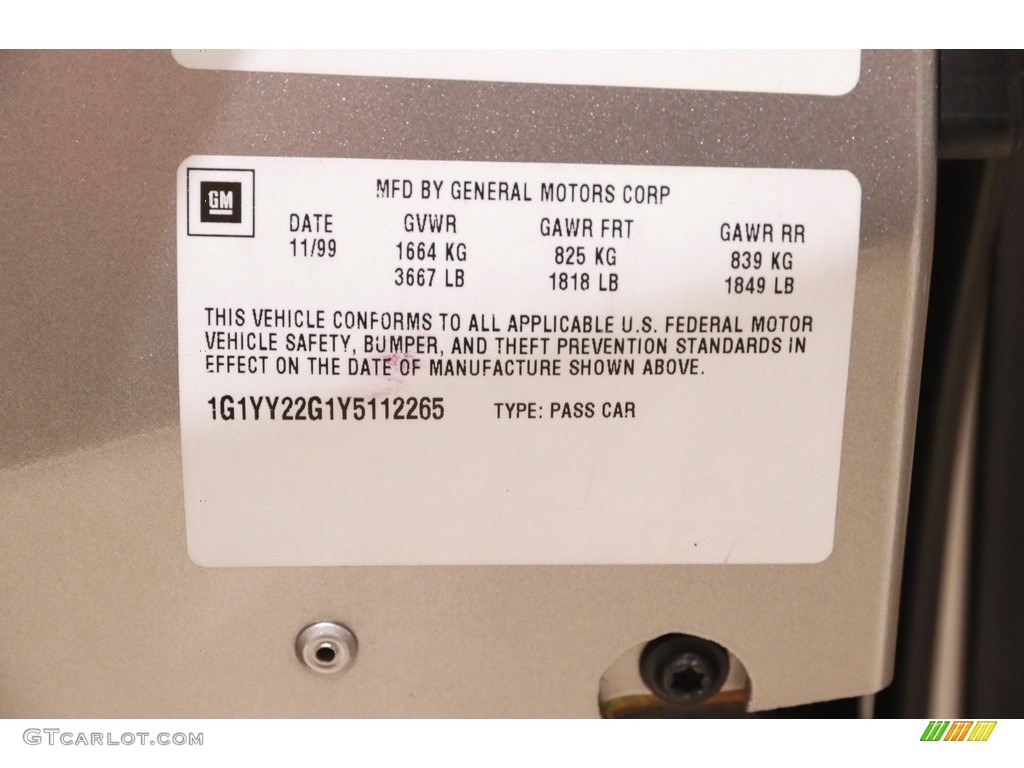 GM
MFD BY GENERAL MOTORS CORP
DATE GVWR GAWR FRT GAWR RR
11/99 1664 KG 825 KG 839 KG
3667 LB 1818 LB 1849 LB
THIS VEHICLE CONFORMS TO ALL APPLICABLE U.S. FEDERAL MOTOR
VEHICLE SAFETY, BUMPER, AND THEFT PREVENTION STANDARDS IN
EFFECT ON THE DATE OF MANUFACTURE SHOWN ABOVE.
1G1YY22G1Y5112265 TYPE: PASS CAR
GTCARLOT.COM